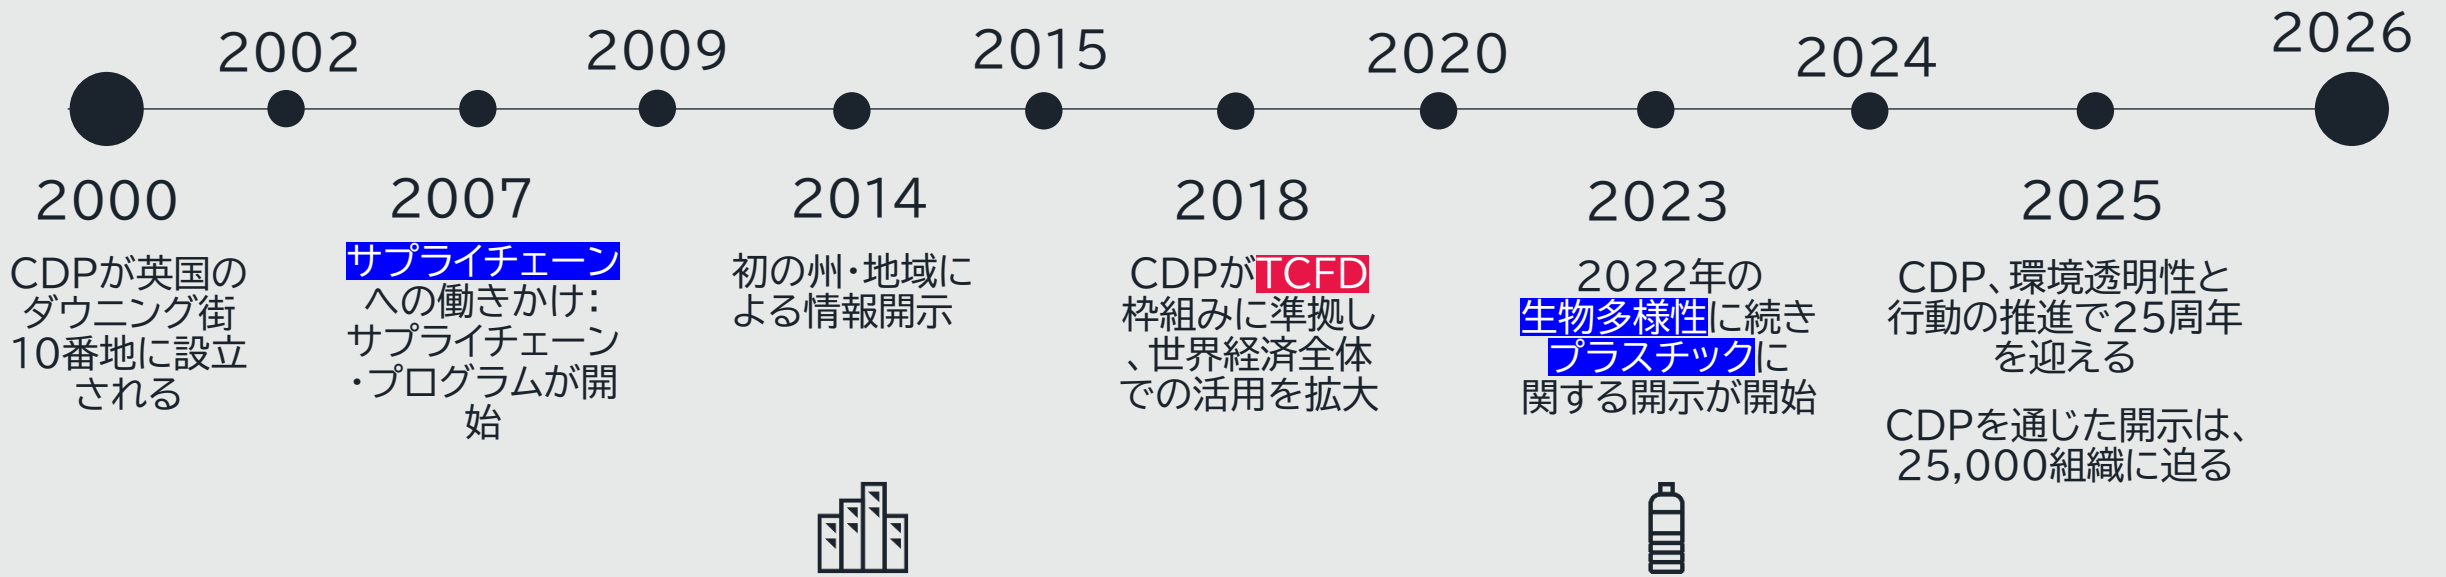 2002
2009
2015
2020
2024
2026
2000
CDPが英国の
ダウニング街
10番地に設立
される
2007
サプライチェーン
への働きかけ:
サプライチェーン
・プログラムが開
始
2014
初の州・地域に
よる情報開示
2018
CDPがTCFD
枠組みに準拠し
、世界経済全体
での活用を拡大
2023
2022年の
生物多様性に続き
プラスチックに
関する開示が開始
2025
CDP、環境透明性と
行動の推進で25周年
を迎える
CDPを通じた開示は、
25,000組織に迫る